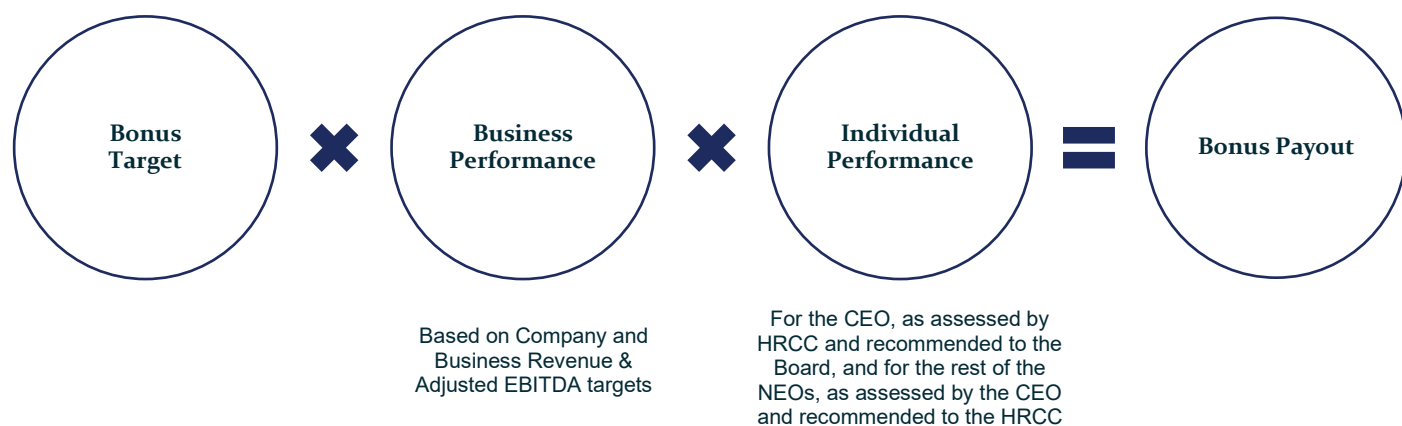 Bonus
Target
Business
Performance
Individual
Performance
Bonus Payout
Based on Company and
Business Revenue &
Adjusted EBITDA targets
For the CEO, as assessed by
HRCC and recommended to the
Board, and for the rest of the
NEOs, as assessed by the CEO
and recommended to the HRCC